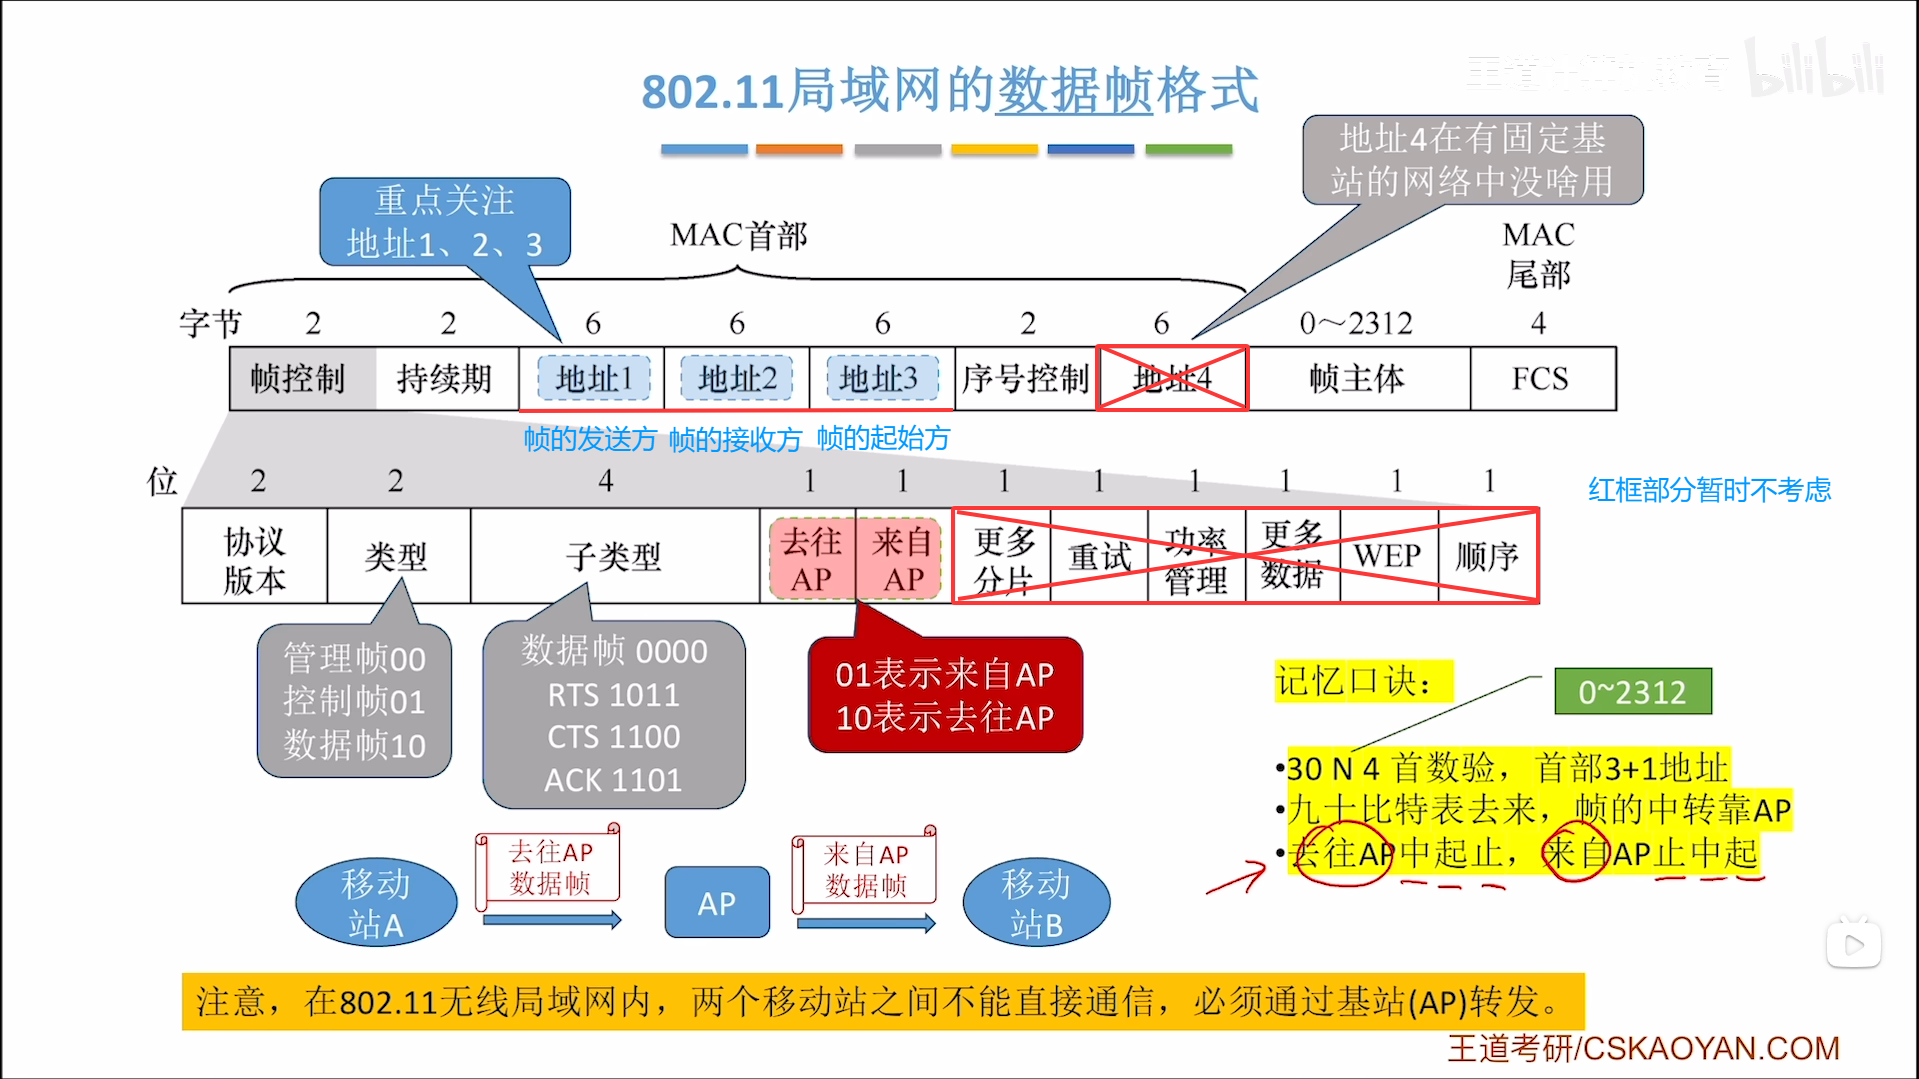 王道计算机教育 bilibili
802.11局域网的数据帧格式
地址4在有固定基
站的网络中没啥用
重点关注
地址1、2、3
MAC首部
MAC
尾部
字节 2 2 6 6 6 2 6 0～2312 4
帧控制 持续期 地址1 地址2 地址3 序号控制 地址4 帧主体 FCS
帧的发送方 帧的接收方 帧的起始方
位 2 2 4 1 1 1 1 1 1 1 1
红框部分暂时不考虑
协议
版本
类型
子类型
去往
AP
来自
AP
更多
分片
重试
功率
管理
更多
数据
WEP
顺序
管理帧00
控制帧01
数据帧10
数据帧 0000
RTS 1011
CTS 1100
ACK 1101
01表示来自AP
10表示去往AP
记忆口诀：
0~2312
•30 N 4 首数验，首部3+1地址
•九十比特表去来，帧的中转靠AP
•去往AP中起止，来自AP止中起
移动
站A
去往AP
数据帧
AP
来自AP
数据帧
移动
站B
注意，在802.11无线局域网内，两个移动站之间不能直接通信，必须通过基站(AP)转发。
王道考研/CSKAOYAN.COM